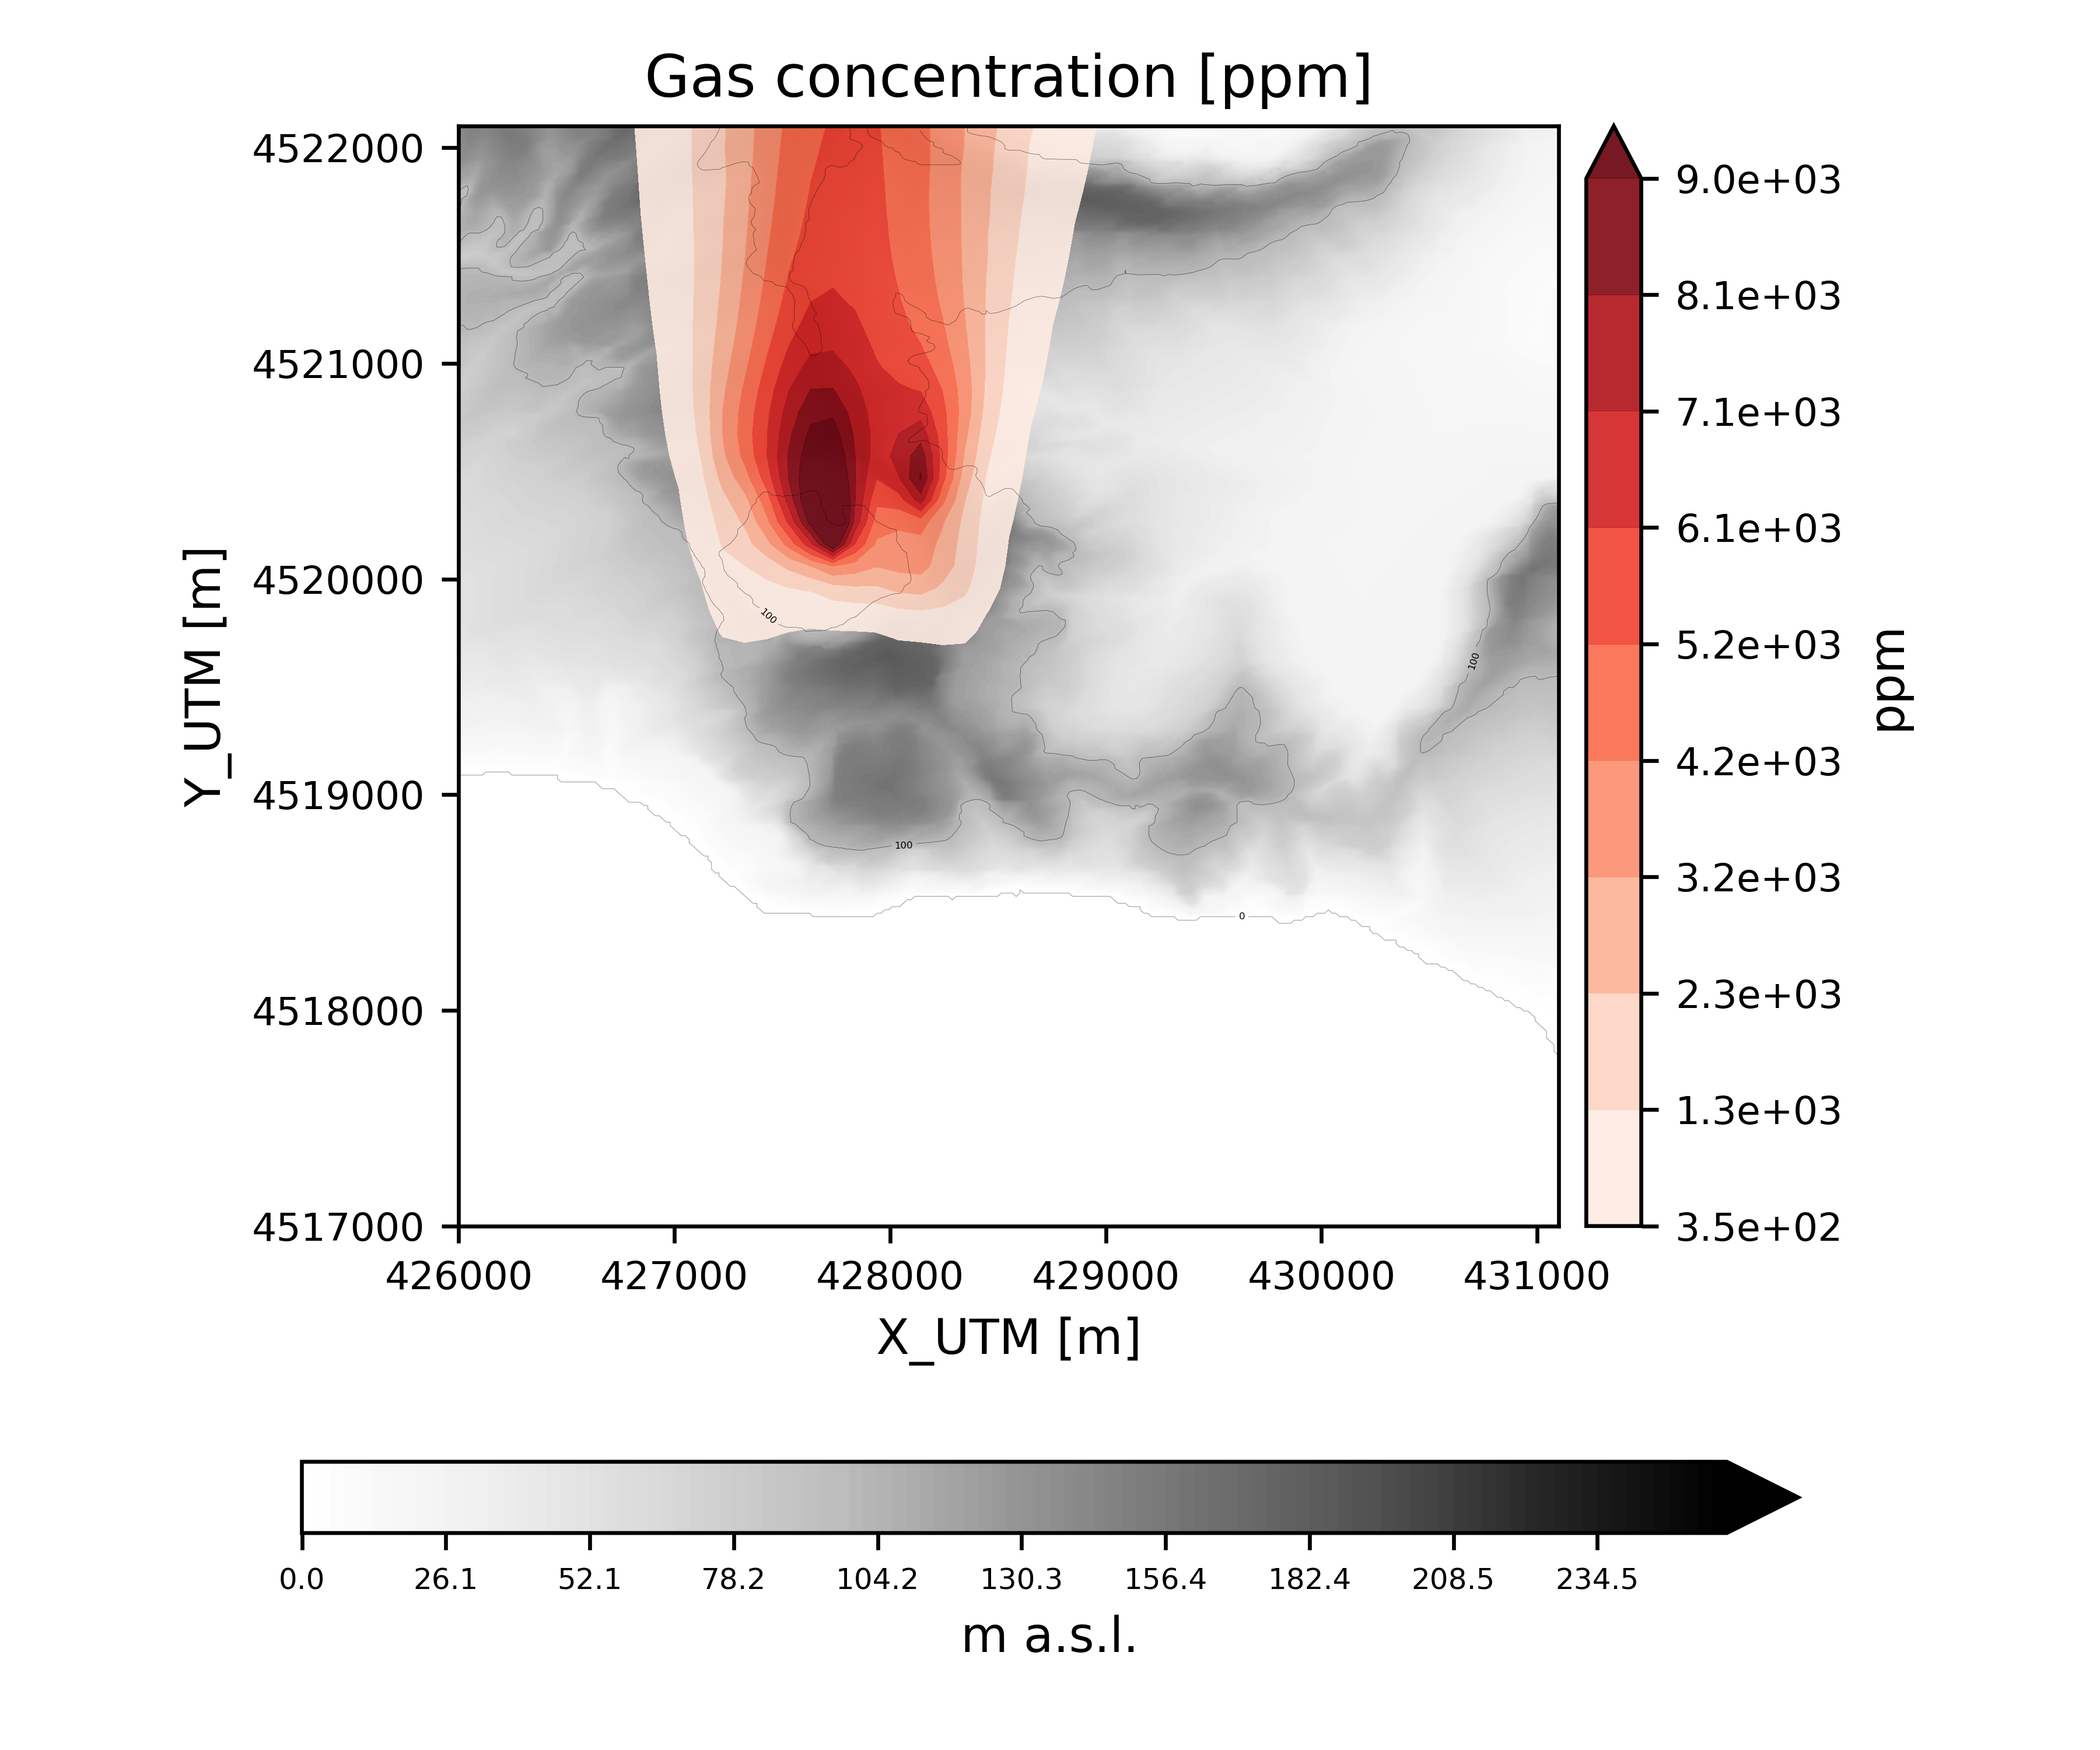 Gas concentration [ppm]
4522000
4521000
4520000
4519000
4518000
4517000
Y_UTM [m]
426000 427000 428000 429000 430000 431000
X_UTM [m]
100
100
100
0
9.0e+03
8.1e+03
7.1e+03
6.1e+03
5.2e+03
4.2e+03
3.2e+03
2.3e+03
1.3e+03
3.5e+02
ppm
0.0 26.1 52.1 78.2 104.2 130.3 156.4 182.4 208.5 234.5
m a.s.l.